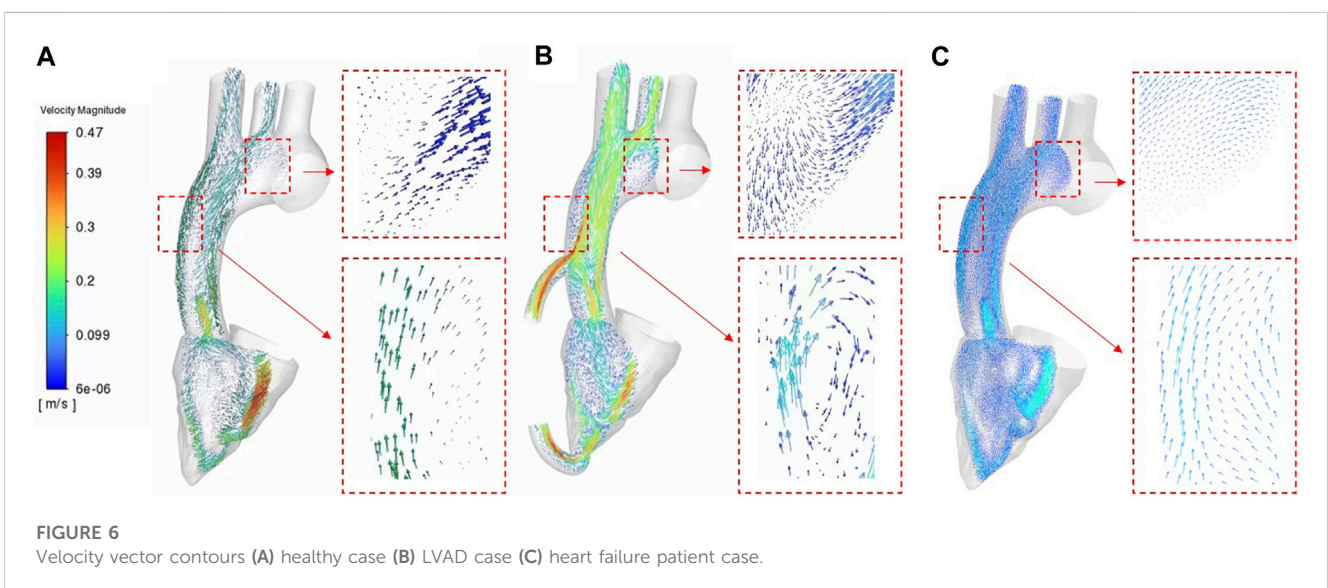 A
B
C
Velocity Magnitude
0.47
0.39
0.3
0.2
0.099
6e-06
[ m/s ]
FIGURE 6
Velocity vector contours (A) healthy case (B) LVAD case (C) heart failure patient case.